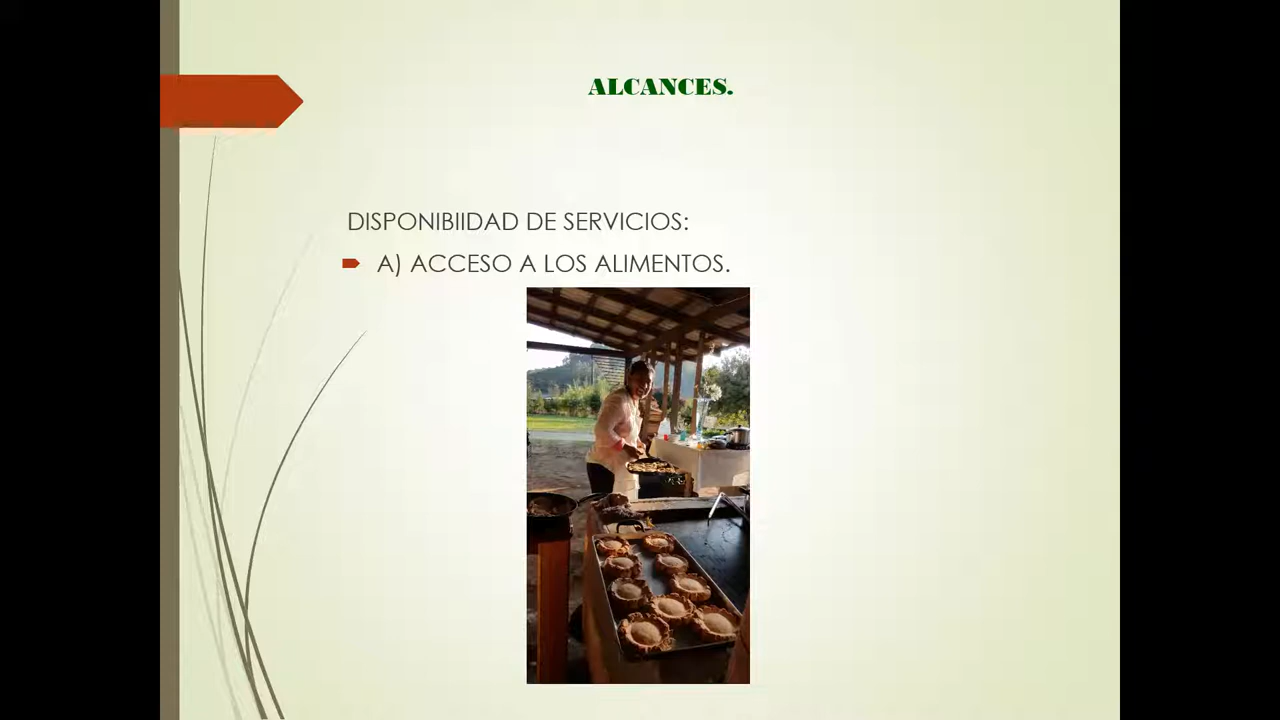 ALCANCES.
DISPONIBIIDAD DE SERVICIOS:
A) ACCESO A LOS ALIMENTOS.